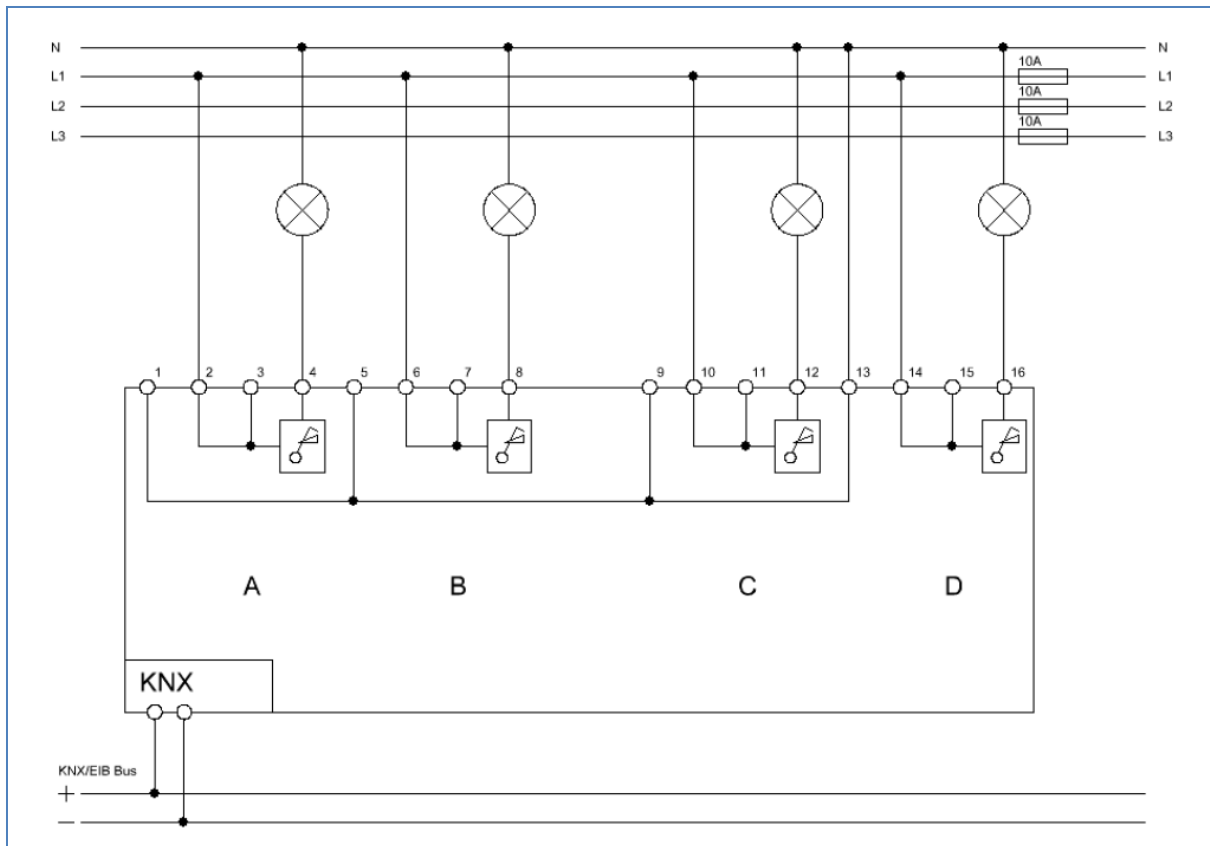 N N
10A
L1 L1
10A
L2 L2
10A
L3 L3
1 2 3 4 5 6 7 8 9 10 11 12 13 14 15 16
A B C D
KNX
KNX/EIB Bus
+
−